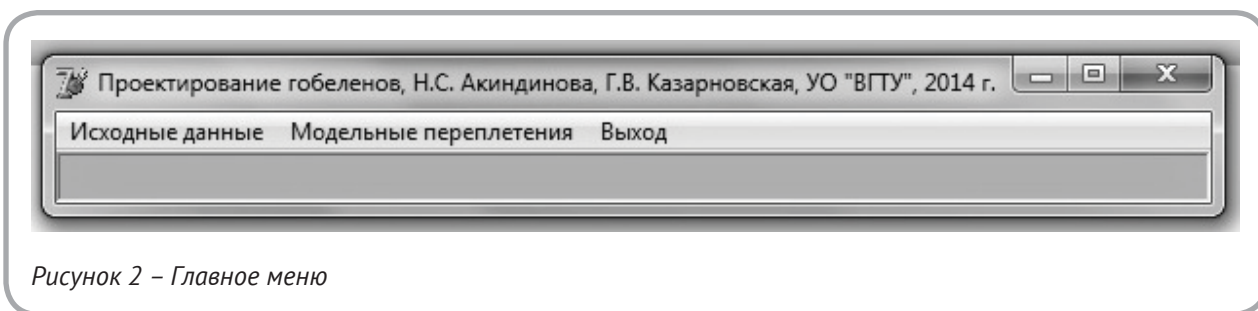 Проектирование гобеленов, Н.С. Акиндинова, Г.В. Казарновская, УО "ВГТУ", 2014 г.
Исходные данные Модельные переплетения Выход
Рисунок 2 – Главное меню